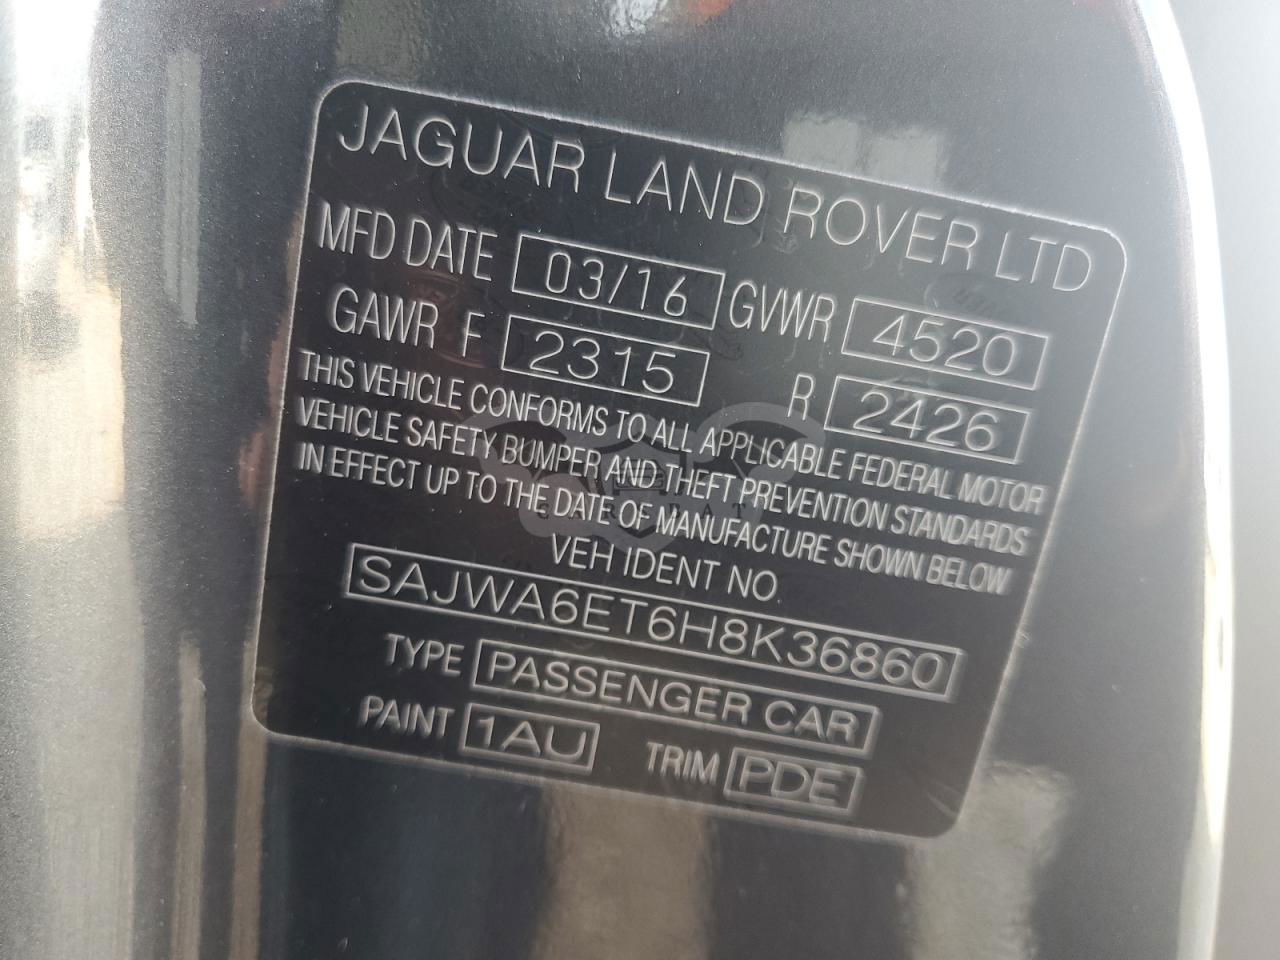 JAGUAR LAND ROVER LTD
MFD DATE 03/16 GVWR 4520
GAWR F 2315 R 2426
THIS VEHICLE CONFORMS TO ALL APPLICABLE FEDERAL MOTOR
VEHICLE SAFETY BUMPER AND THEFT PREVENTION STANDARDS
IN EFFECT UP TO THE DATE OF MANUFACTURE SHOWN BELOW
VEH IDENT NO.
SAJWA6ET6H8K36860
TYPE PASSENGER CAR
PAINT 1AU TRIM PDE